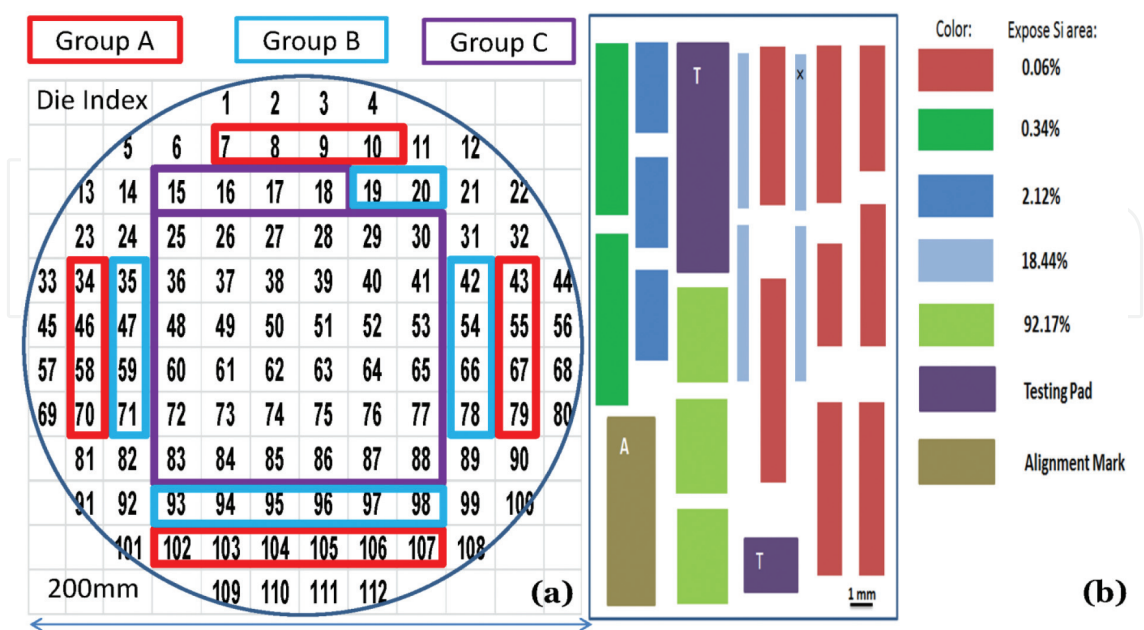 Group A Group B Group C
Die Index 1 2 3 4
5 6 7 8 9 10 11 12
13 14 15 16 17 18 19 20 21 22
23 24 25 26 27 28 29 30 31 32
33 34 35 36 37 38 39 40 41 42 43 44
45 46 47 48 49 50 51 52 53 54 55 56
57 58 59 60 61 62 63 64 65 66 67 68
69 70 71 72 73 74 75 76 77 78 79 80
81 82 83 84 85 86 87 88 89 90
91 92 93 94 95 96 97 98 99 100
101 102 103 104 105 106 107 108
200mm 109 110 111 112 (a)
T x
A
T
1 mm
Color: Expose Si area:
0.06%
0.34%
2.12%
18.44%
92.17%
Testing Pad
Alignment Mark
(b)